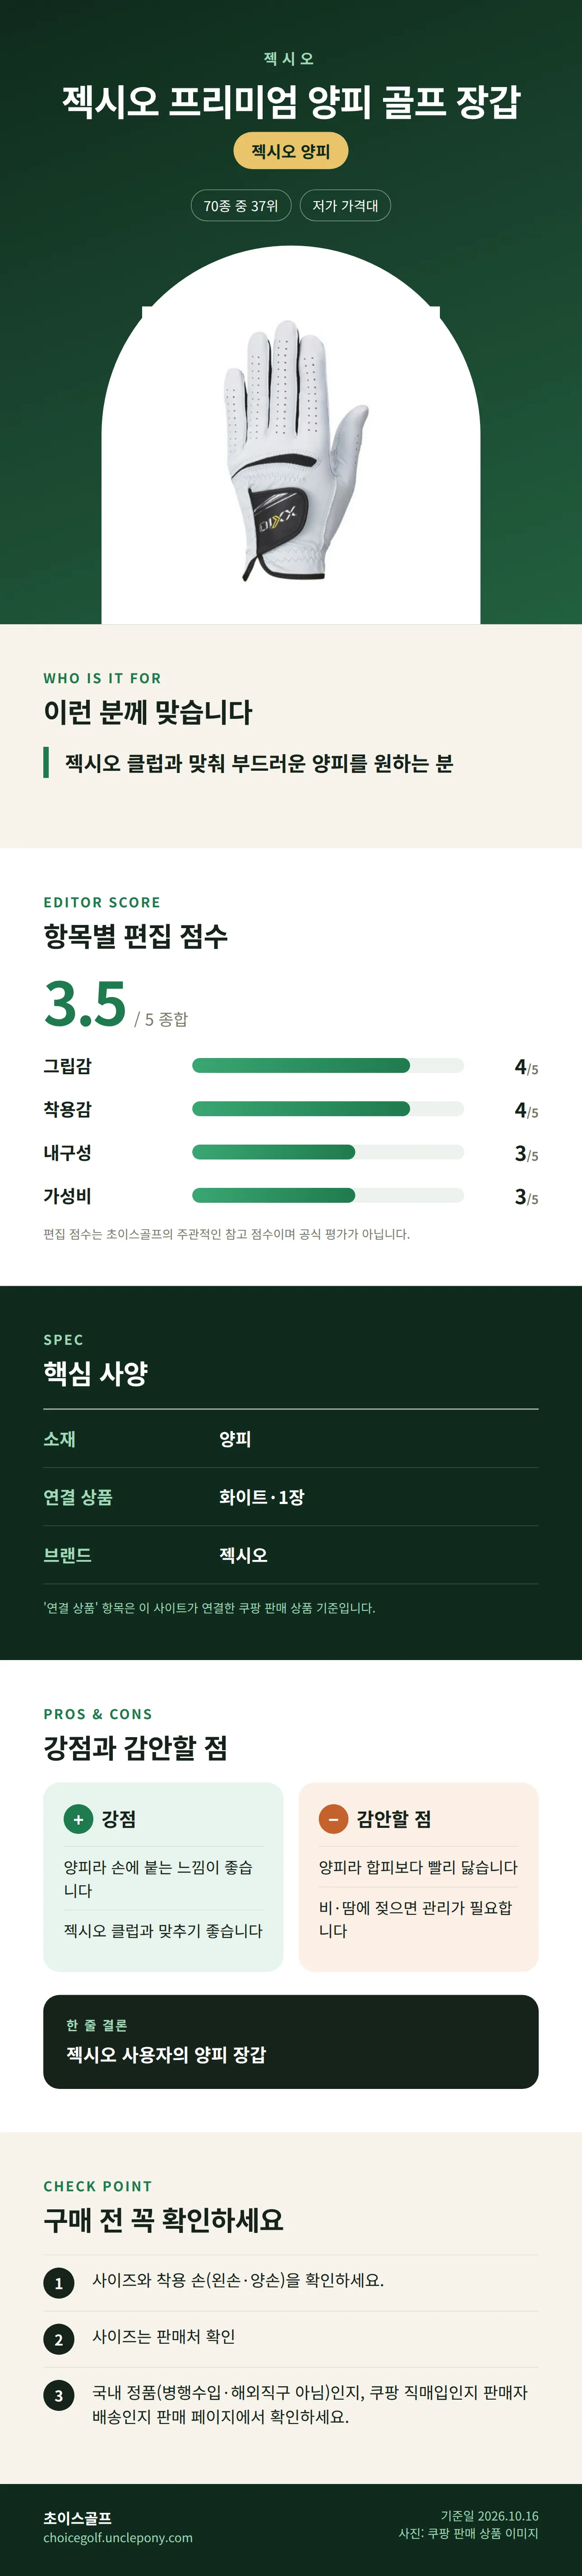 젝시오
젝시오 프리미엄 양피 골프 장갑
젝시오 양피
70종 중 37위
저가 가격대
WHO IS IT FOR
이런 분께 맞습니다
젝시오 클럽과 맞춰 부드러운 양피를 원하는 분
EDITOR SCORE
항목별 편집 점수
3.5 / 5 종합
그립감 4/5
착용감 4/5
내구성 3/5
가성비 3/5
편집 점수는 초이스골프의 주관적인 참고 점수이며 공식 평가가 아닙니다.
SPEC
핵심 사양
소재 양피
연결 상품 화이트·1장
브랜드 젝시오
'연결 상품' 항목은 이 사이트가 연결한 쿠팡 판매 상품 기준입니다.
PROS & CONS
강점과 감안할 점
+ 강점
양피라 손에 붙는 느낌이 좋습
니다
젝시오 클럽과 맞추기 좋습니다
− 감안할 점
양피라 합피보다 빨리 닳습니다
비·땀에 젖으면 관리가 필요합
니다
한 줄 결론
젝시오 사용자의 양피 장갑
CHECK POINT
구매 전 꼭 확인하세요
1 사이즈와 착용 손(왼손·양손)을 확인하세요.
2 사이즈는 판매처 확인
3 국내 정품(병행수입·해외직구 아님)인지, 쿠팡 직매입인지 판매자
배송인지 판매 페이지에서 확인하세요.
초이스골프
choicegolf.unclepony.com
기준일 2026.10.16
사진: 쿠팡 판매 상품 이미지